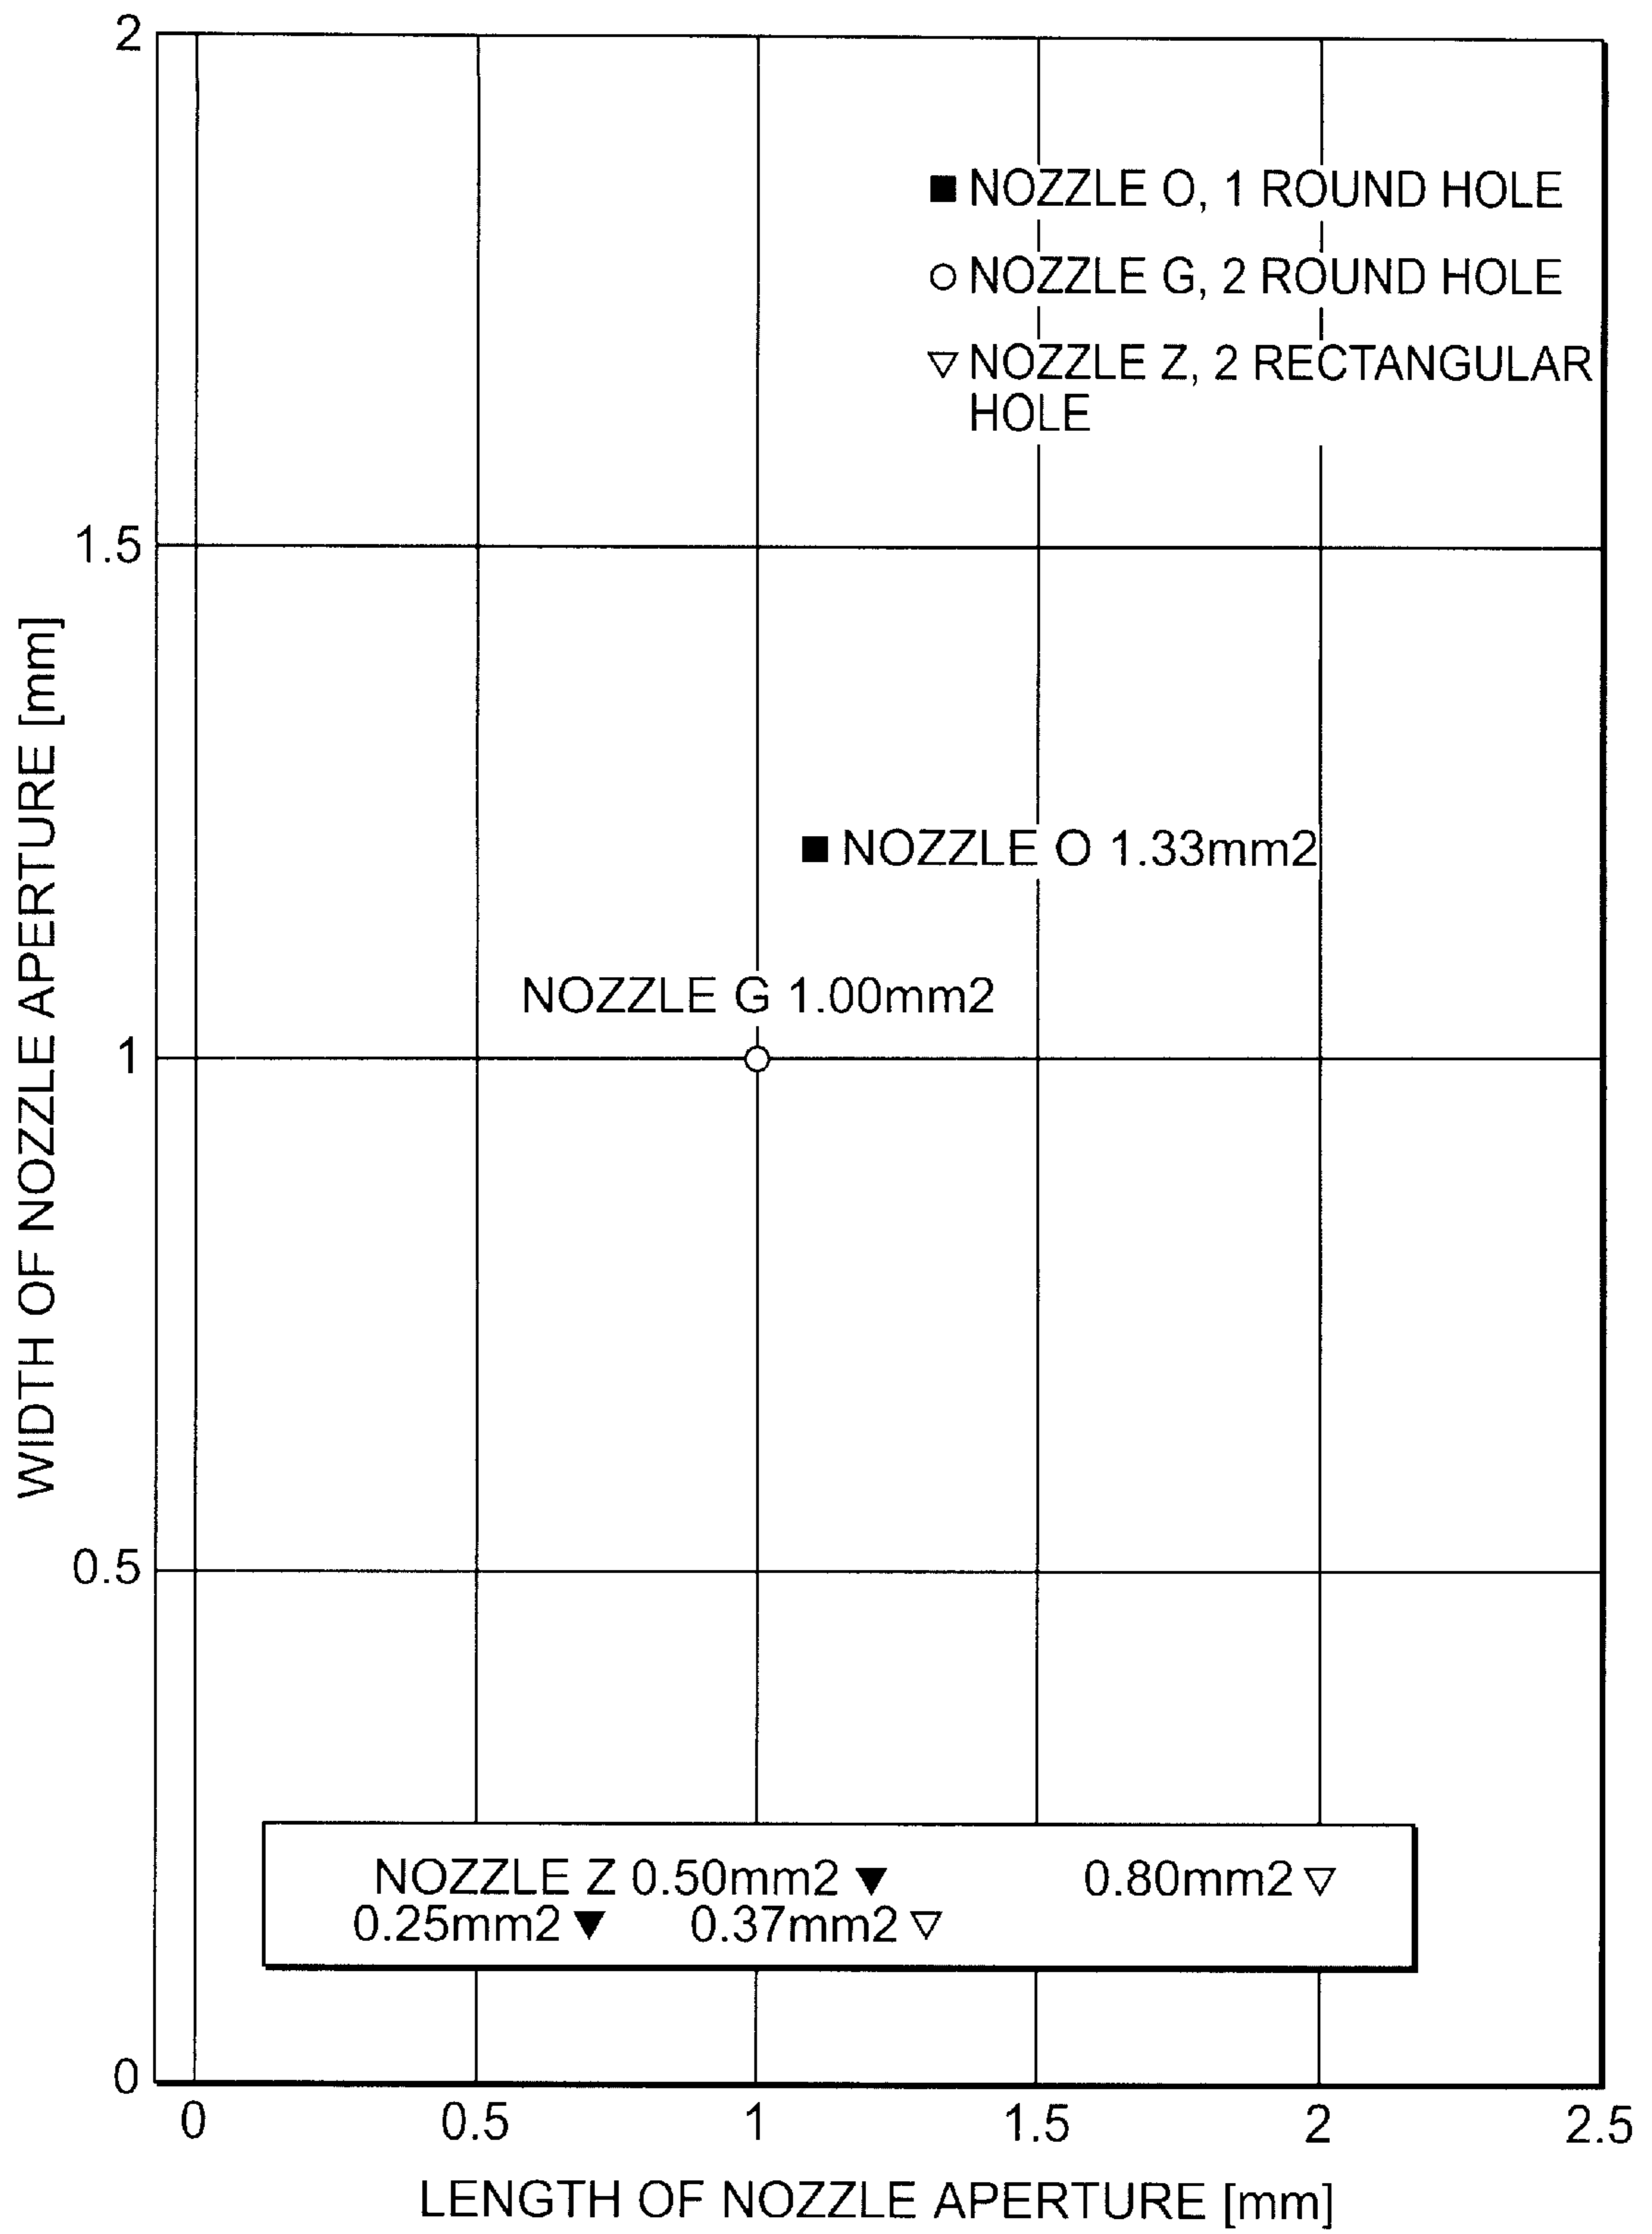 2
NOZZLE O, 1 ROUND HOLE
NOZZLE G, 2 ROUND HOLE
NOZZLE Z, 2 RECTANGULAR
HOLE
1.5
WIDTH OF NOZZLE APERTURE [mm]
NOZZLE O 1.33mm2
NOZZLE G 1.00mm2
1
0.5
NOZZLE Z 0.50mm2 0.80mm2
0.25mm2 0.37mm2
0
0 0.5 1 1.5 2 2.5
LENGTH OF NOZZLE APERTURE [mm]